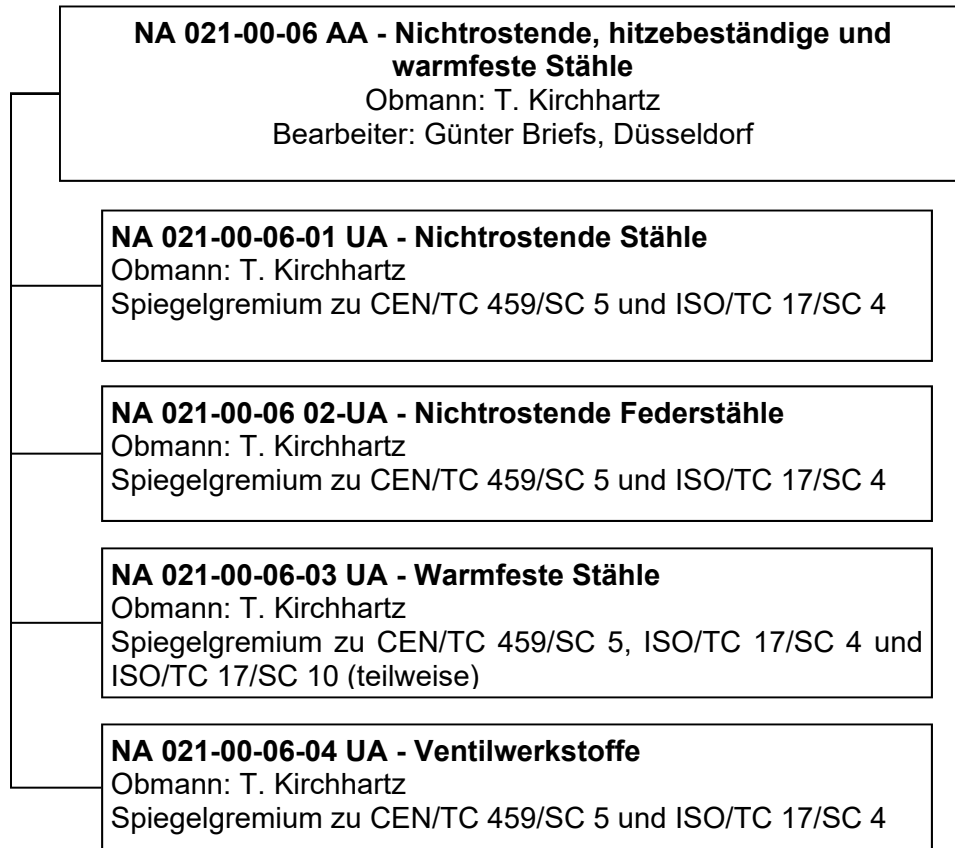 NA 021-00-06 AA - Nichtrostende, hitzebeständige und
warmfeste Stähle
Obmann: T. Kirchhartz
Bearbeiter: Günter Briefs, Düsseldorf
NA 021-00-06-01 UA - Nichtrostende Stähle
Obmann: T. Kirchhartz
Spiegelgremium zu CEN/TC 459/SC 5 und ISO/TC 17/SC 4
NA 021-00-06 02-UA - Nichtrostende Federstähle
Obmann: T. Kirchhartz
Spiegelgremium zu CEN/TC 459/SC 5 und ISO/TC 17/SC 4
NA 021-00-06-03 UA - Warmfeste Stähle
Obmann: T. Kirchhartz
Spiegelgremium zu CEN/TC 459/SC 5, ISO/TC 17/SC 4 und
ISO/TC 17/SC 10 (teilweise)
NA 021-00-06-04 UA - Ventilwerkstoffe
Obmann: T. Kirchhartz
Spiegelgremium zu CEN/TC 459/SC 5 und ISO/TC 17/SC 4